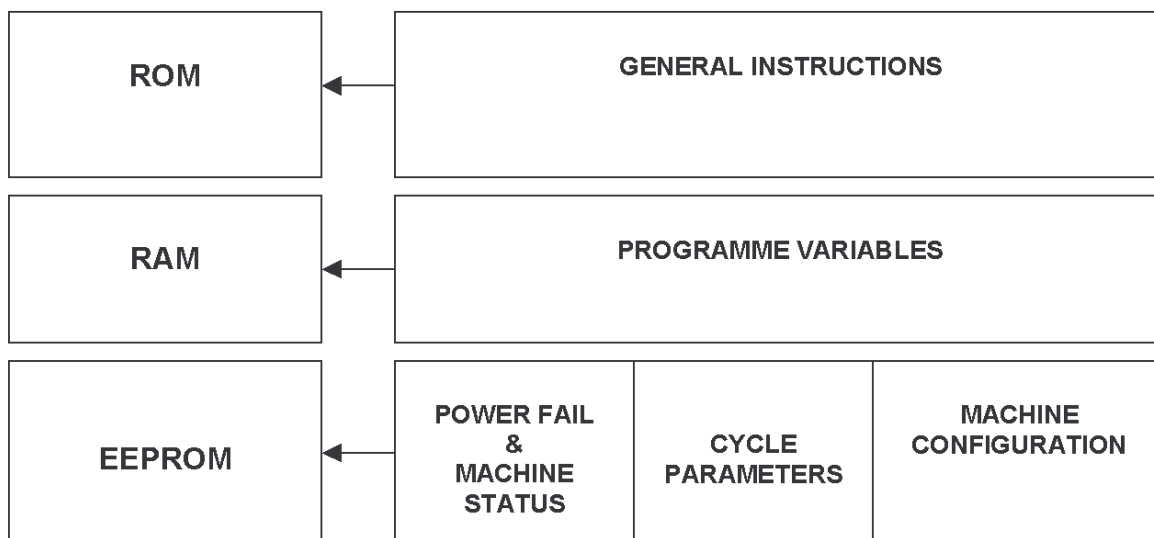 ROM
GENERAL INSTRUCTIONS
RAM
PROGRAMME VARIABLES
EEPROM
POWER FAIL
&
MACHINE
STATUS
CYCLE
PARAMETERS
MACHINE
CONFIGURATION